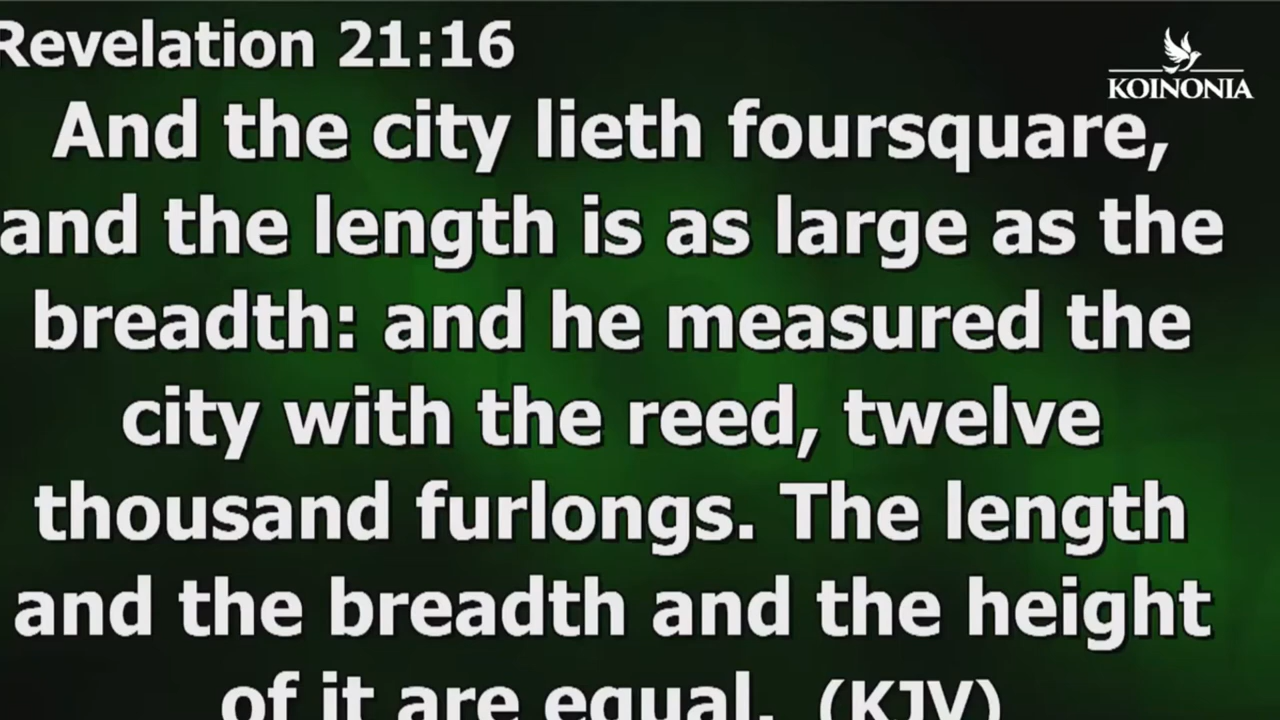 Revelation 21:16
KOINONIA
And the city lieth foursquare,
and the length is as large as the
breadth: and he measured the
city with the reed, twelve
thousand furlongs. The length
and the breadth and the height
of it are equal. (KJV)